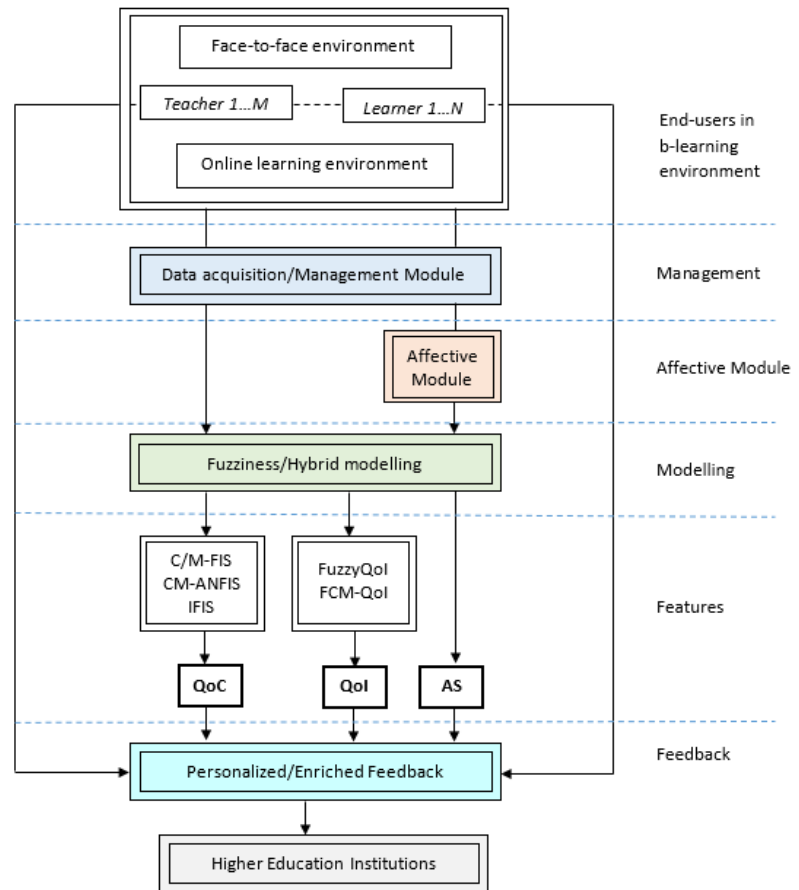 Face-to-face environment
Teacher 1...M
Learner 1...N
Online learning environment
End-users in
b-learning
environment
Data acquisition/Management Module
Management
Affective
Module
Affective Module
Fuzziness/Hybrid modelling
Modelling
C/M-FIS
CM-ANFIS
IFIS
FuzzyQoI
FCM-QoI
Features
QoC
QoI
AS
Feedback
Personalized/Enriched Feedback
Higher Education Institutions